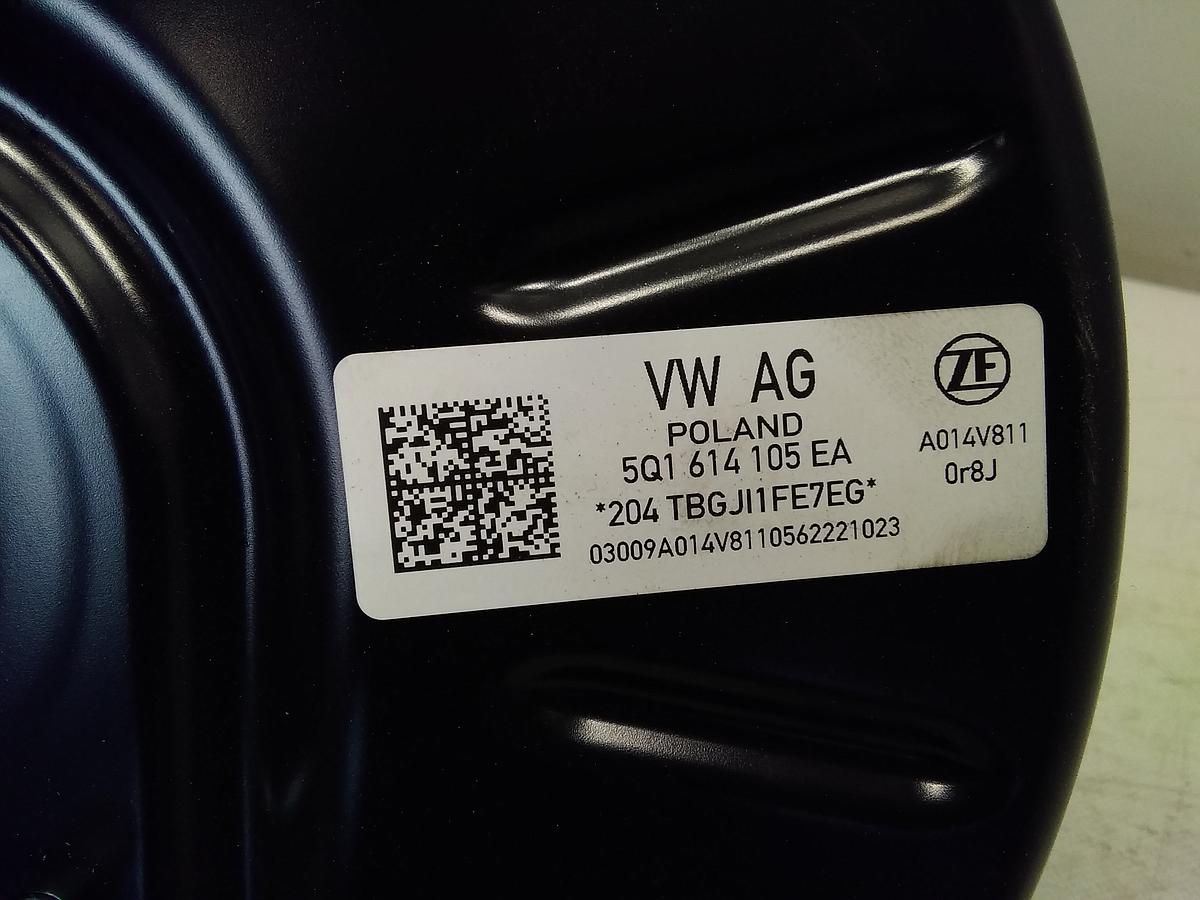 VW AG
POLAND
5Q1 614 105 EA
*204 TBGJI1FE7EG*
03009A014V8110562221023
ZF
A014V811
0r8J